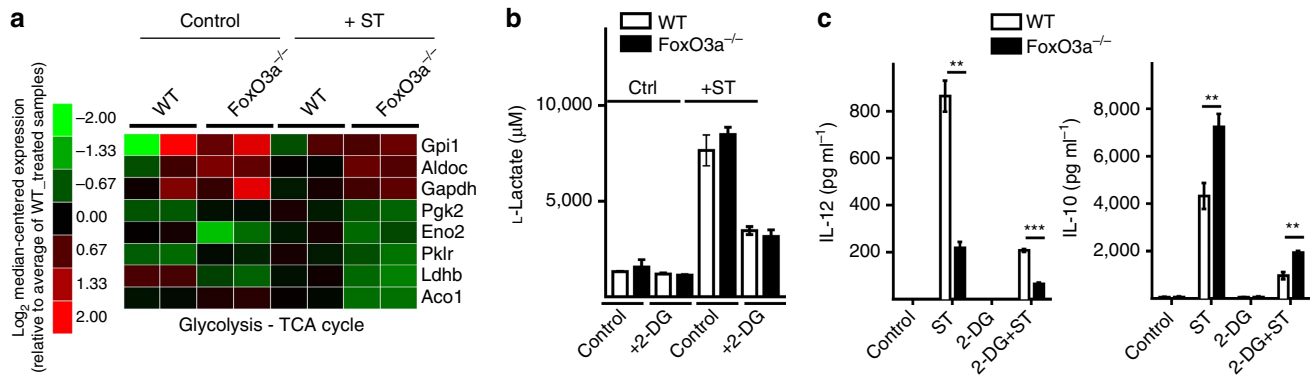 a
Control
+ ST
WT
FoxO3a–/–
WT
FoxO3a–/–
Log2 median-centered expression
(relative to average of WT_treated samples)
–2.00
–1.33
–0.67
0.00
0.67
1.33
2.00
Gpi1
Aldoc
Gapdh
Pgk2
Eno2
Pklr
Ldhb
Aco1
Glycolysis - TCA cycle
b
WT
FoxO3a–/–
Ctrl
+ST
L-Lactate (μM)
10,000
5,000
Control
+2-DG
Control
+2-DG
c
WT
FoxO3a–/–
IL-12 (pg ml–1)
800
600
400
200
**
***
Control
ST
2-DG
2-DG+ST
IL-10 (pg ml–1)
8,000
6,000
4,000
2,000
**
**
Control
ST
2-DG
2-DG+ST